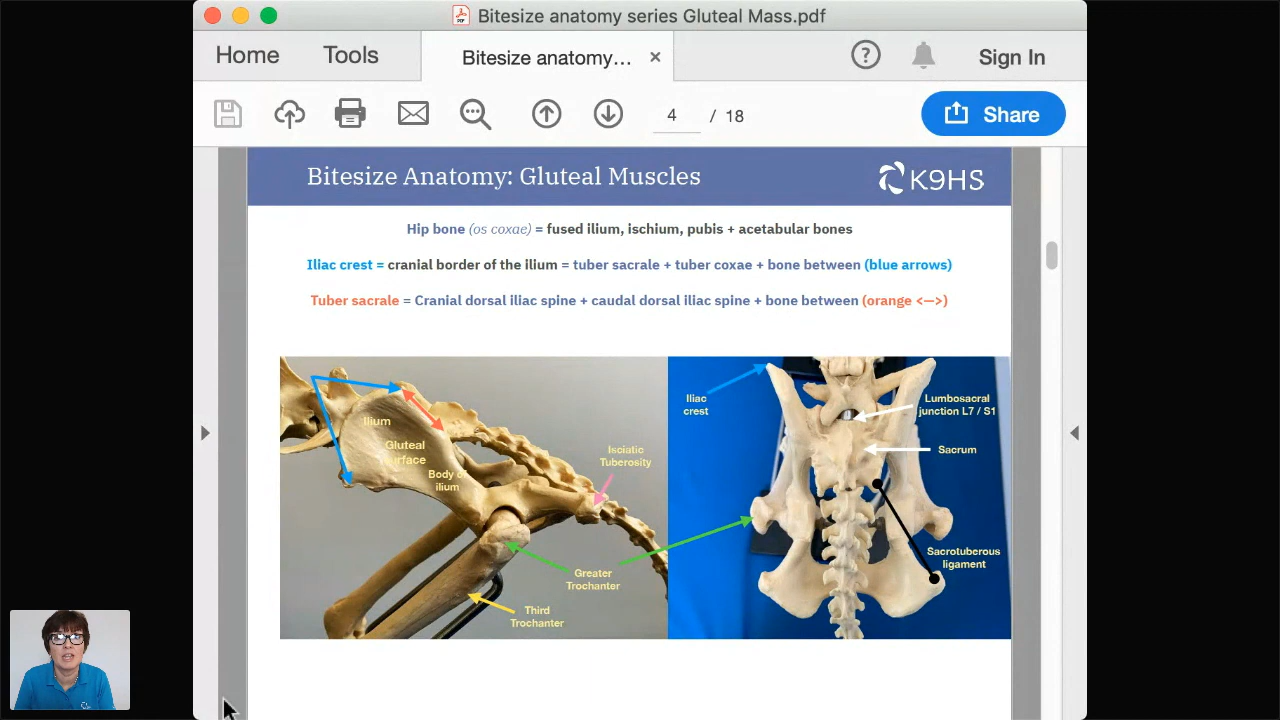 Bitesize anatomy series Gluteal Mass.pdf
Home Tools Bitesize anatomy... × ? Sign In
4 / 18 Share
Bitesize Anatomy: Gluteal Muscles K9HS
Hip bone (os coxae) = fused ilium, ischium, pubis + acetabular bones
Iliac crest = cranial border of the ilium = tuber sacrale + tuber coxae + bone between (blue arrows)
Tuber sacrale = Cranial dorsal iliac spine + caudal dorsal iliac spine + bone between (orange <—>)
Ilium
Gluteal
surface
Body of
ilium
Isciatic
Tuberosity
Greater
Trochanter
Third
Trochanter
Iliac
crest
Lumbosacral
junction L7 / S1
Sacrum
Sacrotuberous
ligament